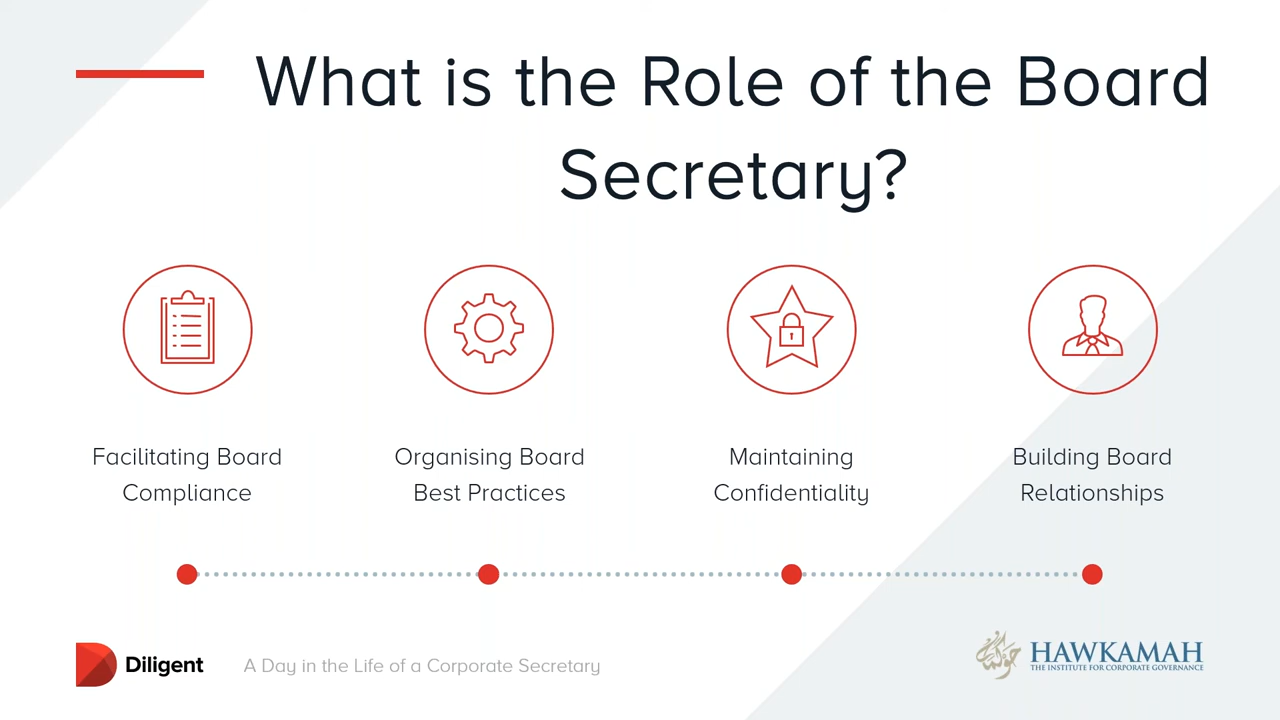 What is the Role of the Board
Secretary?
Facilitating Board
Compliance
Organising Board
Best Practices
Maintaining
Confidentiality
Building Board
Relationships
Diligent
A Day in the Life of a Corporate Secretary
HAWKAMAH
THE INSTITUTE FOR CORPORATE GOVERNANCE